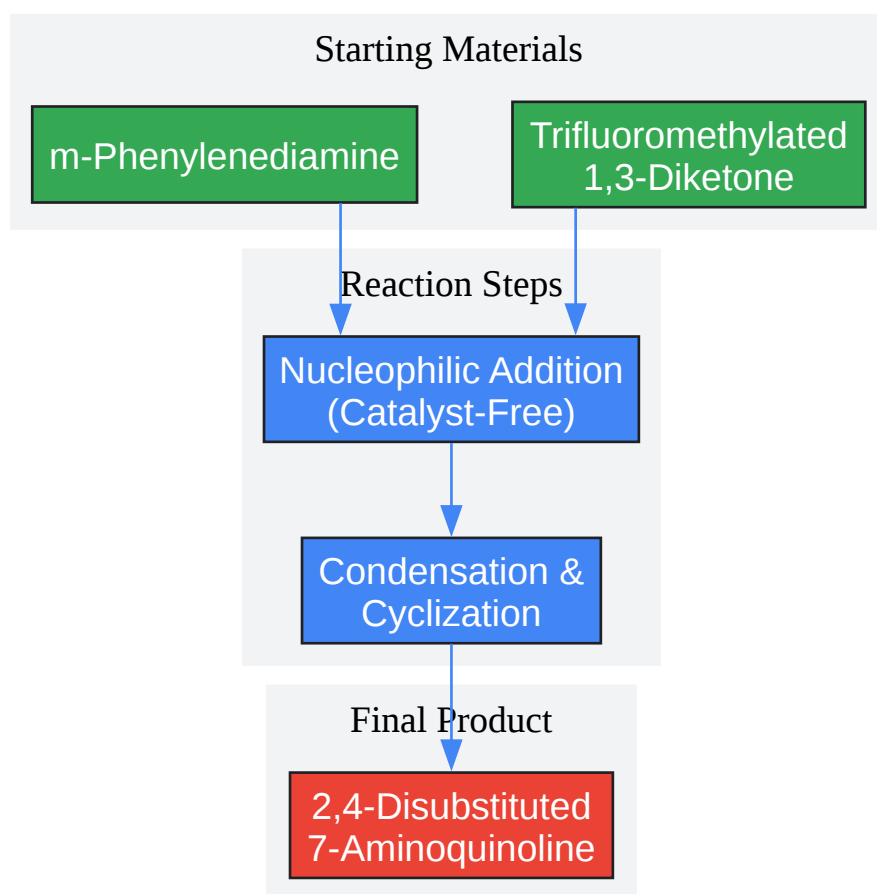 Starting Materials
m-Phenylenediamine
Trifluoromethylated
1,3-Diketone
Reaction Steps
Nucleophilic Addition
(Catalyst-Free)
Condensation &
Cyclization
Final Product
2,4-Disubstituted
7-Aminoquinoline